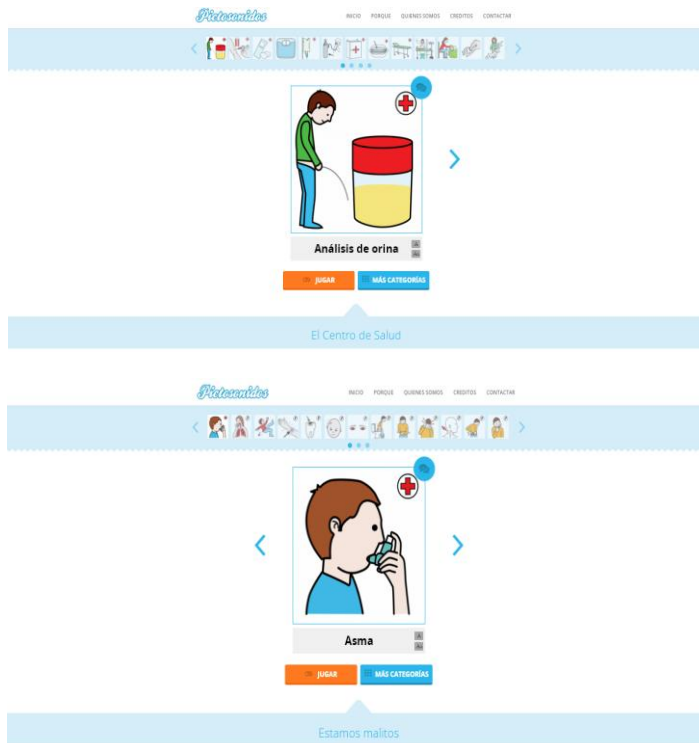 Pictosonidos INICIO PORQUE QUIENES SOMOS CREDITOS CONTACTAR
Análisis de orina
JUGAR MÁS CATEGORÍAS
El Centro de Salud
Pictosonidos INICIO PORQUE QUIENES SOMOS CREDITOS CONTACTAR
Asma
JUGAR MÁS CATEGORÍAS
Estamos malitos